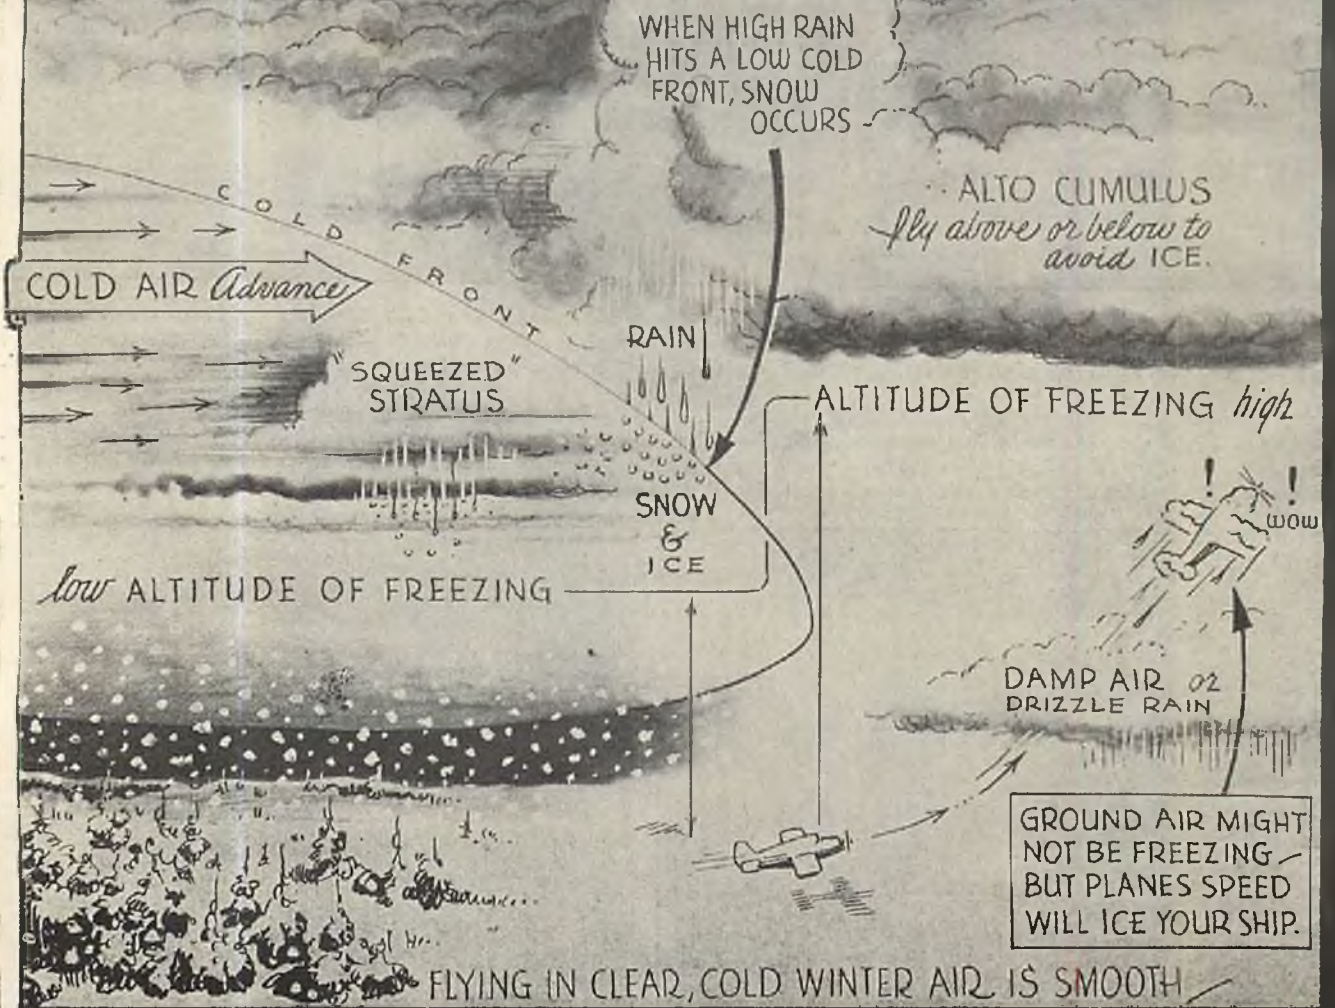 WHEN HIGH RAIN
HITS A LOW COLD
FRONT, SNOW
OCCURS
ALTO CUMULUS
fly above or below to
avoid ICE.
COLD FRONT
COLD AIR Advance
RAIN
"SQUEEZED"
STRATUS
ALTITUDE OF FREEZING high
SNOW
&
ICE
! !
WOW
low ALTITUDE OF FREEZING
DAMP AIR or
DRIZZLE RAIN
GROUND AIR MIGHT
NOT BE FREEZING –
BUT PLANES SPEED
WILL ICE YOUR SHIP.
FLYING IN CLEAR, COLD WINTER AIR IS SMOOTH –